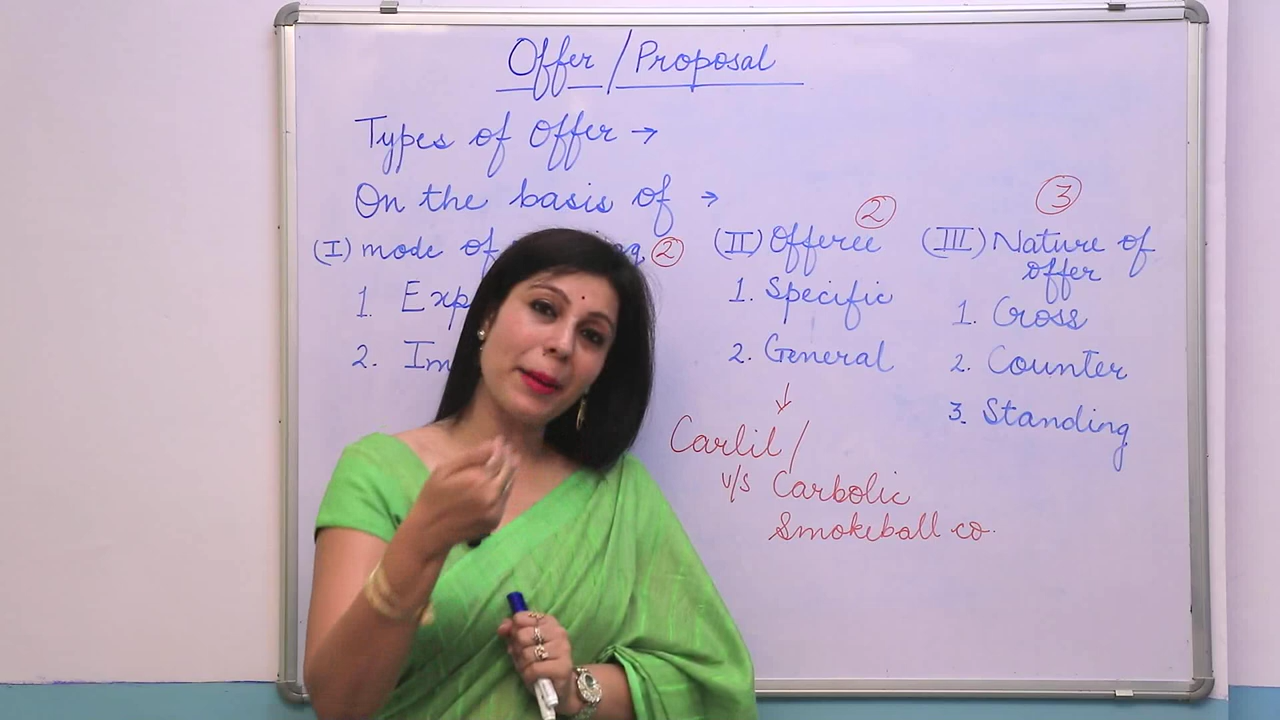 Offer / Proposal
Types of Offer →
On the basis of →
(I) mode of 2
1. Exp
2. Im
2
(II) Offeree
1. Specific
2. General
↓
Carlil /
v/s Carbolic
Smokeball co.
3
(III) Nature of
offer
1. Cross
2. Counter
3. Standing